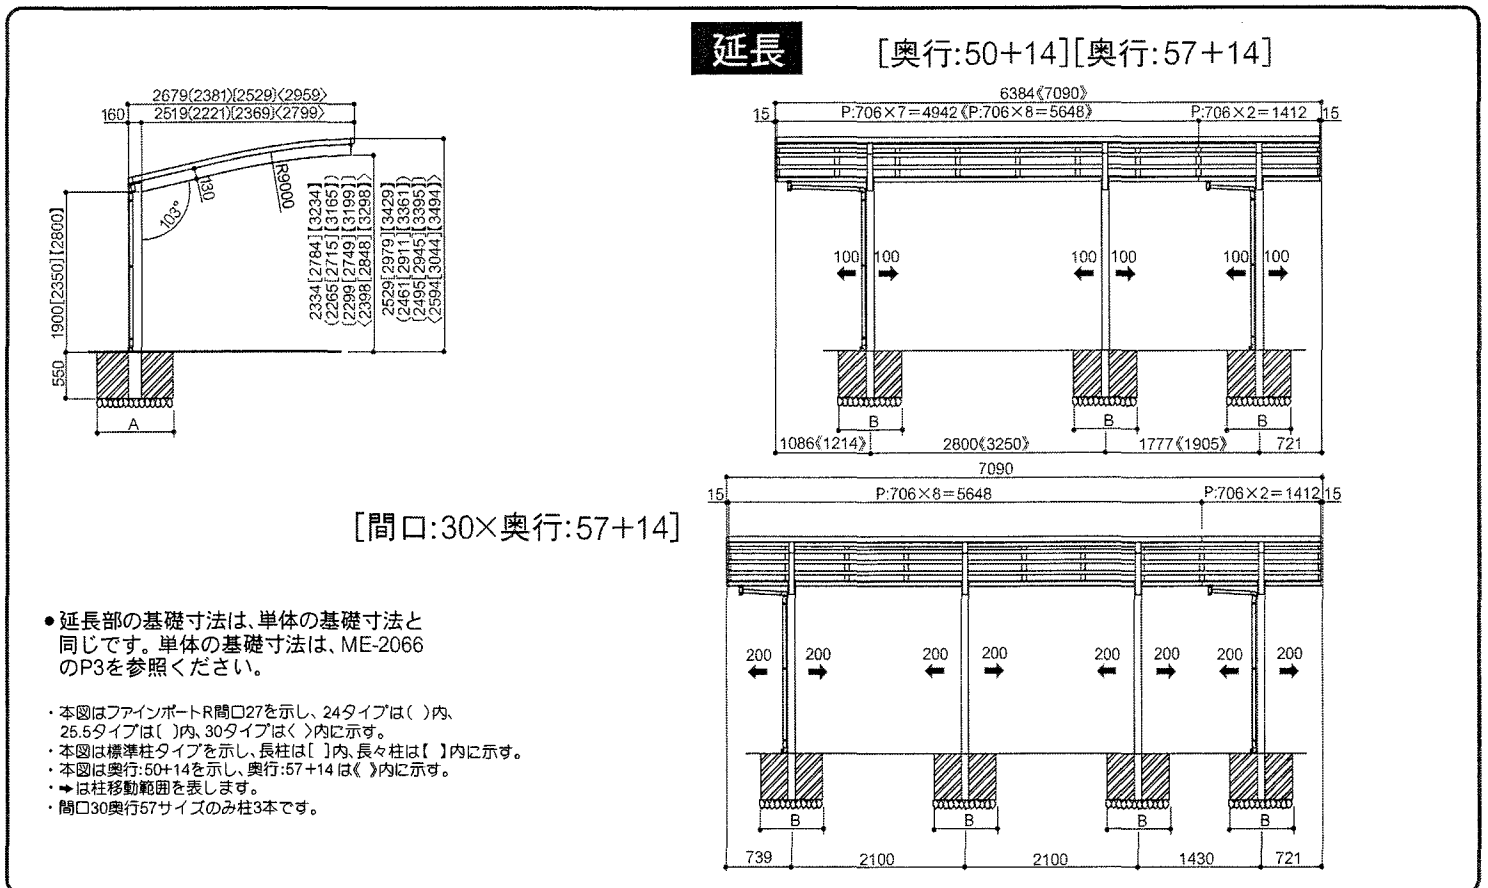 延長
[奥行:50+14][奥行:57+14]
2679(2381)[2529]〈2959〉
160
2519(2221)[2369]〈2799〉
R9000
130
103°
1900[2350]【2800】
550
A
2334[2784]【3234】
(2265[2715]【3165】)
[2299[2749]【3199】]
〈2398[2848]【3298】〉
2529[2979]【3429】
(2461[2911]【3361】)
[2495[2945]【3395】]
〈2594[3044]【3494】〉
6384《7090》
15
P:706×7=4942《P:706×8=5648》
P:706×2=1412
15
100 100
100 100
100 100
B
B
B
1086《1214》
2800《3250》
1777《1905》
721
[間口:30×奥行:57+14]
7090
15
P:706×8=5648
P:706×2=1412
15
200 200
200 200
200 200
200 200
B
B
B
B
739
2100
2100
1430
721
●延長部の基礎寸法は、単体の基礎寸法と
同じです。単体の基礎寸法は、ME-2066
のP3を参照ください。
・本図はファインポートR間口27を示し、24タイプは( )内、
25.5タイプは[ ]内、30タイプは〈 〉内に示す。
・本図は標準柱タイプを示し、長柱は[ ]内、長々柱は【 】内に示す。
・本図は奥行:50+14を示し、奥行:57+14は《 》内に示す。
・➡は柱移動範囲を表します。
・間口30奥行57サイズのみ柱3本です。